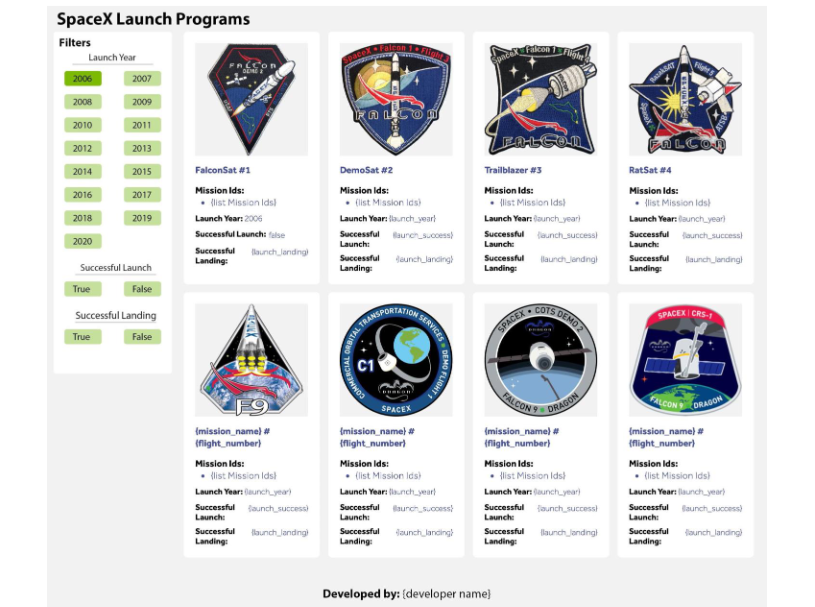 SpaceX Launch Programs
Filters
Launch Year
2006 2007
2008 2009
2010 2011
2012 2013
2014 2015
2016 2017
2018 2019
2020
Successful Launch
True False
Successful Landing
True False
FALCON
DEMO 1
FalconSat #1
Mission Ids:
• {list Mission Ids}
Launch Year: 2006
Successful Launch: false
Successful {launch_landing}
Landing:
SpaceX Falcon 1 Flight
FALCON
DemoSat #2
Mission Ids:
• {list Mission Ids}
Launch Year: {launch_year}
Successful {launch_success}
Launch:
Successful {launch_landing}
Landing:
SpaceX Falcon 1 Flight
FALCON
Trailblazer #3
Mission Ids:
• {list Mission Ids}
Launch Year: {launch_year}
Successful {launch_success}
Launch:
Successful {launch_landing}
Landing:
RatSAT Flight
SpaceX ATSB
FALCON
RatSat #4
Mission Ids:
• {list Mission Ids}
Launch Year: {launch_year}
Successful {launch_success}
Launch:
Successful {launch_landing}
Landing:
F9
{mission_name} #
{flight_number}
Mission Ids:
• {list Mission Ids}
Launch Year: {launch_year}
Successful {launch_success}
Launch:
Successful {launch_landing}
Landing:
COMMERCIAL ORBITAL TRANSPORTATION SERVICES DEMO FLIGHT 1
C1
DRAGON
SPACEX
{mission_name} #
{flight_number}
Mission Ids:
• {list Mission Ids}
Launch Year: {launch_year}
Successful {launch_success}
Launch:
Successful {launch_landing}
Landing:
SPACEX • COTS DEMO 2
FALCON 9 DRAGON
{mission_name} #
{flight_number}
Mission Ids:
• {list Mission Ids}
Launch Year: {launch_year}
Successful {launch_success}
Launch:
Successful {launch_landing}
Landing:
SPACEX | CRS-1
FALCON 9 DRAGON
{mission_name} #
{flight_number}
Mission Ids:
• {list Mission Ids}
Launch Year: {launch_year}
Successful {launch_success}
Launch:
Successful {launch_landing}
Landing:
Developed by: {developer name}